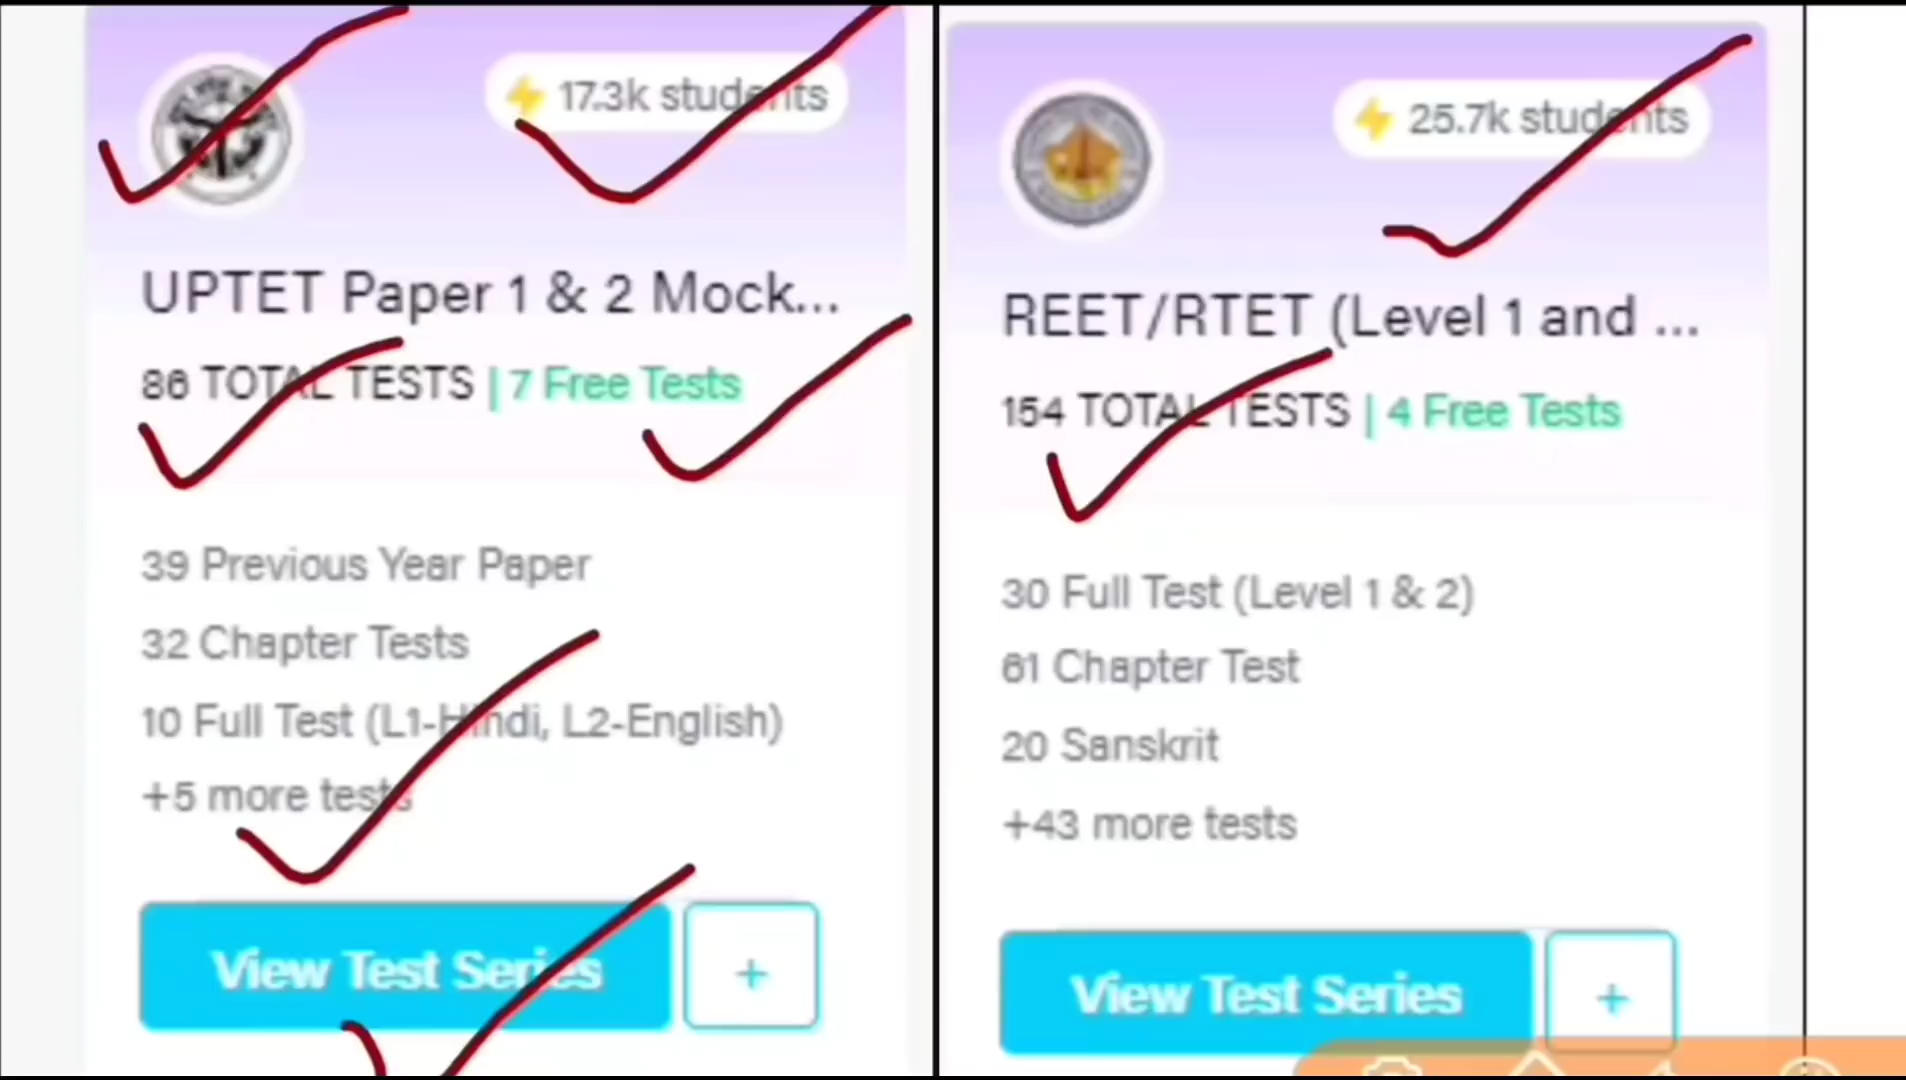 17.3k students
UPTET Paper 1 & 2 Mock...
86 TOTAL TESTS | 7 Free Tests
39 Previous Year Paper
32 Chapter Tests
10 Full Test (L1-Hindi, L2-English)
+5 more tests
View Test Series
+
25.7k students
REET/RTET (Level 1 and ...
154 TOTAL TESTS | 4 Free Tests
30 Full Test (Level 1 & 2)
61 Chapter Test
20 Sanskrit
+43 more tests
View Test Series
+